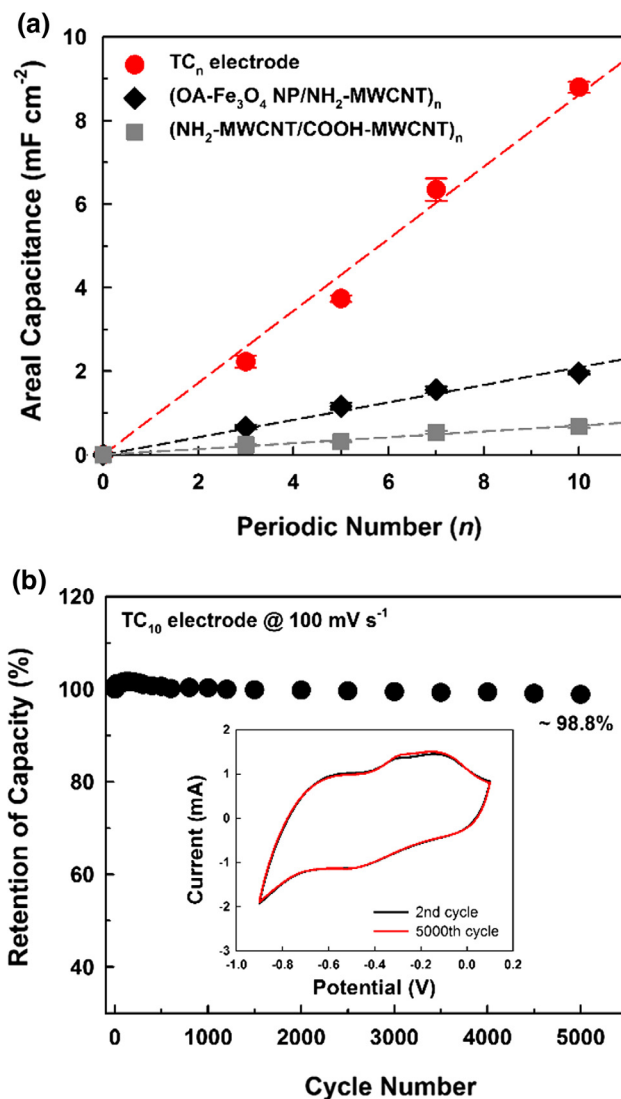 (a)
10
8
6
4
2
0
Areal Capacitance (mF cm⁻²)
TCₙ electrode
(OA-Fe₃O₄ NP/NH₂-MWCNT)ₙ
(NH₂-MWCNT/COOH-MWCNT)ₙ
0 2 4 6 8 10
Periodic Number (n)
(b)
120
100
80
60
40
Retention of Capacity (%)
TC₁₀ electrode @ 100 mV s⁻¹
~ 98.8%
2
1
0
-1
-2
-3
Current (mA)
2nd cycle
5000th cycle
-1.0 -0.8 -0.6 -0.4 -0.2 0.0 0.2
Potential (V)
0 1000 2000 3000 4000 5000
Cycle Number